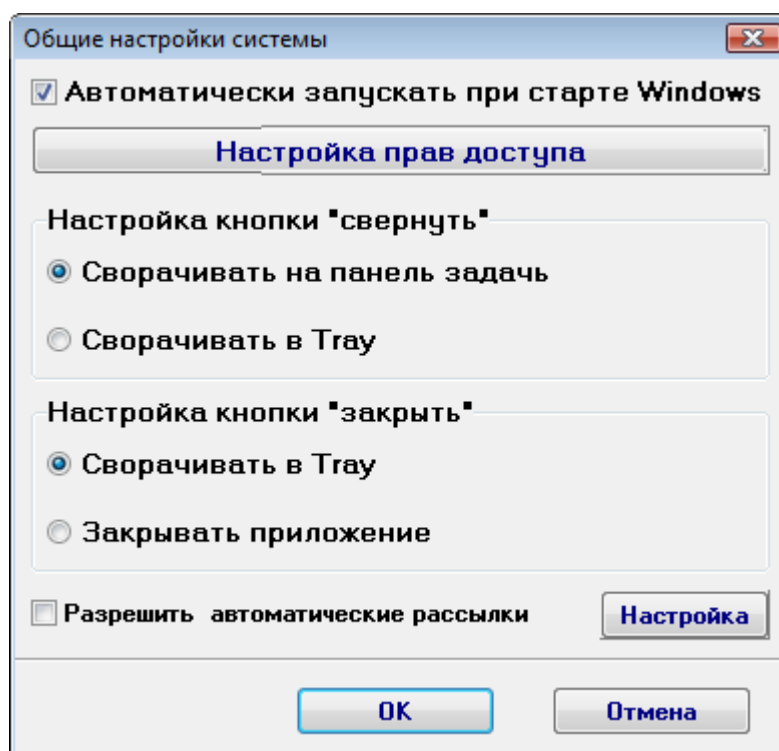 Общие настройки системы
Автоматически запускать при старте Windows
Настройка прав доступа
Настройка кнопки "свернуть"
Сворачивать на панель задачь
Сворачивать в Tray
Настройка кнопки "закрыть"
Сворачивать в Tray
Закрывать приложение
Разрешить автоматические рассылки Настройка
OK Отмена